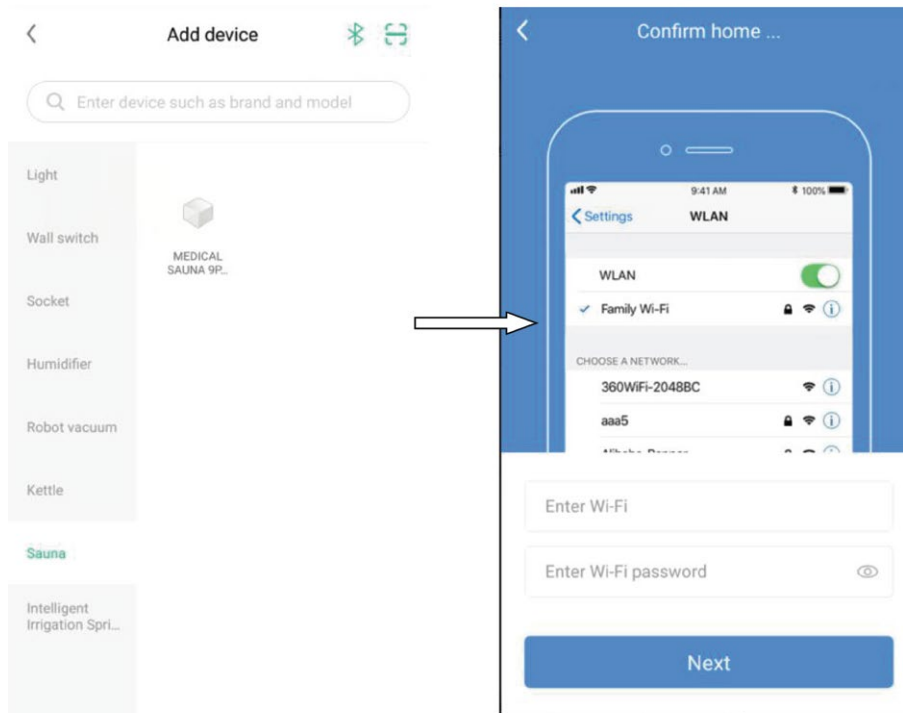 Add device
Enter device such as brand and model
Light
Wall switch
Socket
Humidifier
Robot vacuum
Kettle
Sauna
Intelligent
Irrigation Spri...
MEDICAL
SAUNA 9P...
Confirm home ...
9:41 AM
100%
Settings
WLAN
WLAN
Family Wi-Fi
CHOOSE A NETWORK...
360WiFi-2048BC
aaa5
Enter Wi-Fi
Enter Wi-Fi password
Next